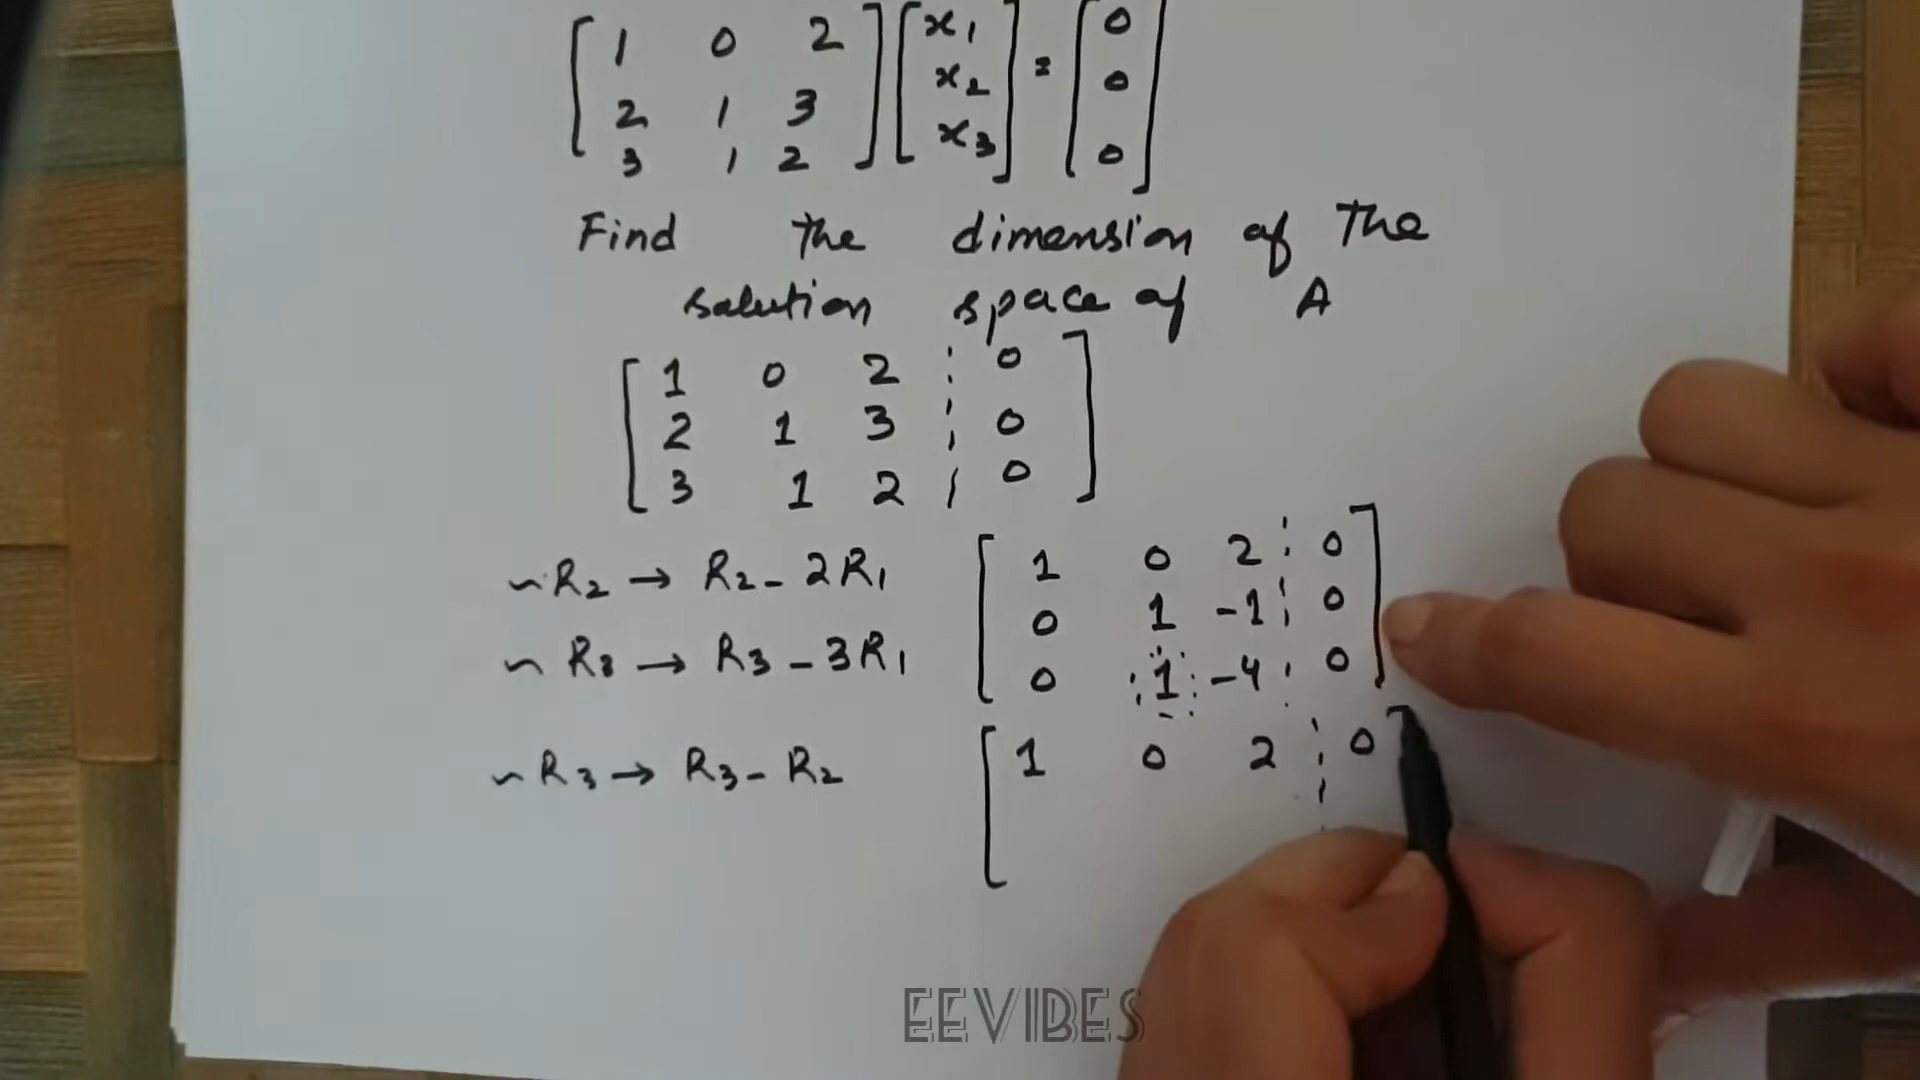 [1 0 2] [x1] = [0]
[2 1 3] [x2] [0]
[3 1 2] [x3] [0]
Find the dimension of the
solution space of A
[1 0 2 ¦ 0]
[2 1 3 ¦ 0]
[3 1 2 ¦ 0]
~R2 → R2 - 2R1 [1 0 2 ¦ 0]
[0 1 -1 ¦ 0]
~ R3 → R3 - 3R1 [0 1 -4 ¦ 0]
~R3 → R3 - R2 [1 0 2 ¦ 0]
EEVIBES